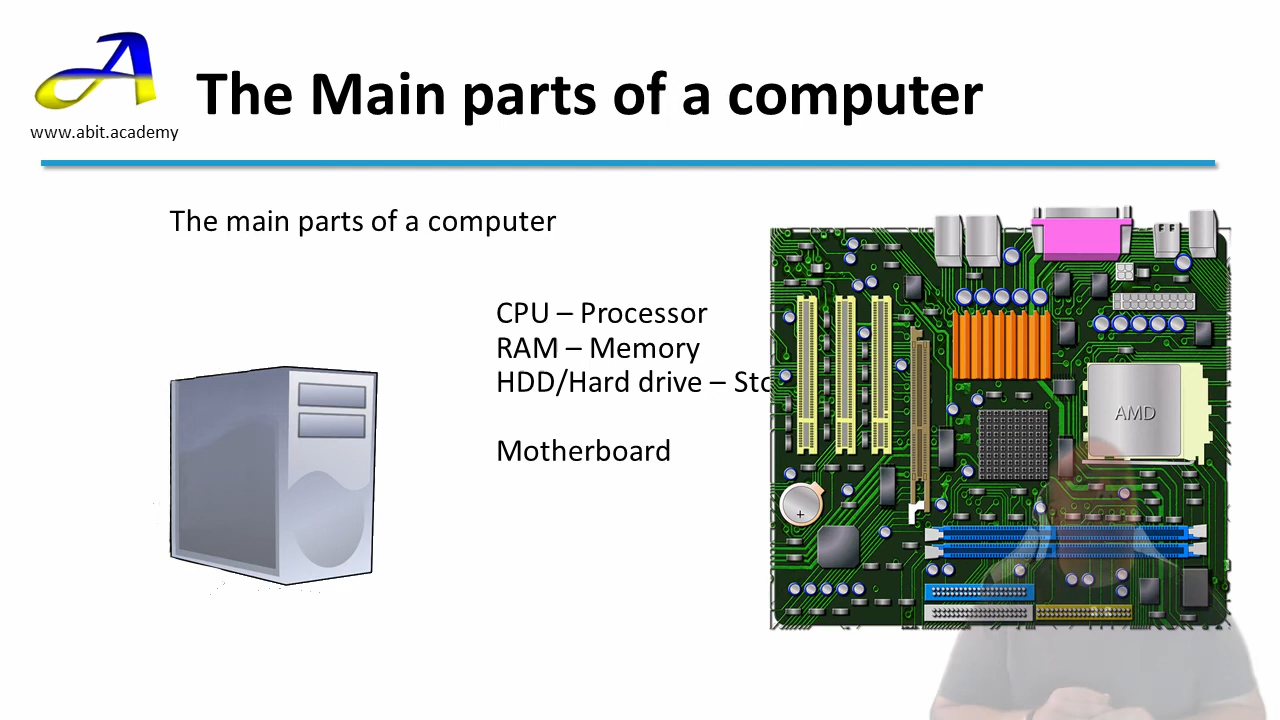 The Main parts of a computer
www.abit.academy
The main parts of a computer
CPU – Processor
RAM – Memory
HDD/Hard drive –
Motherboard
AMD
+